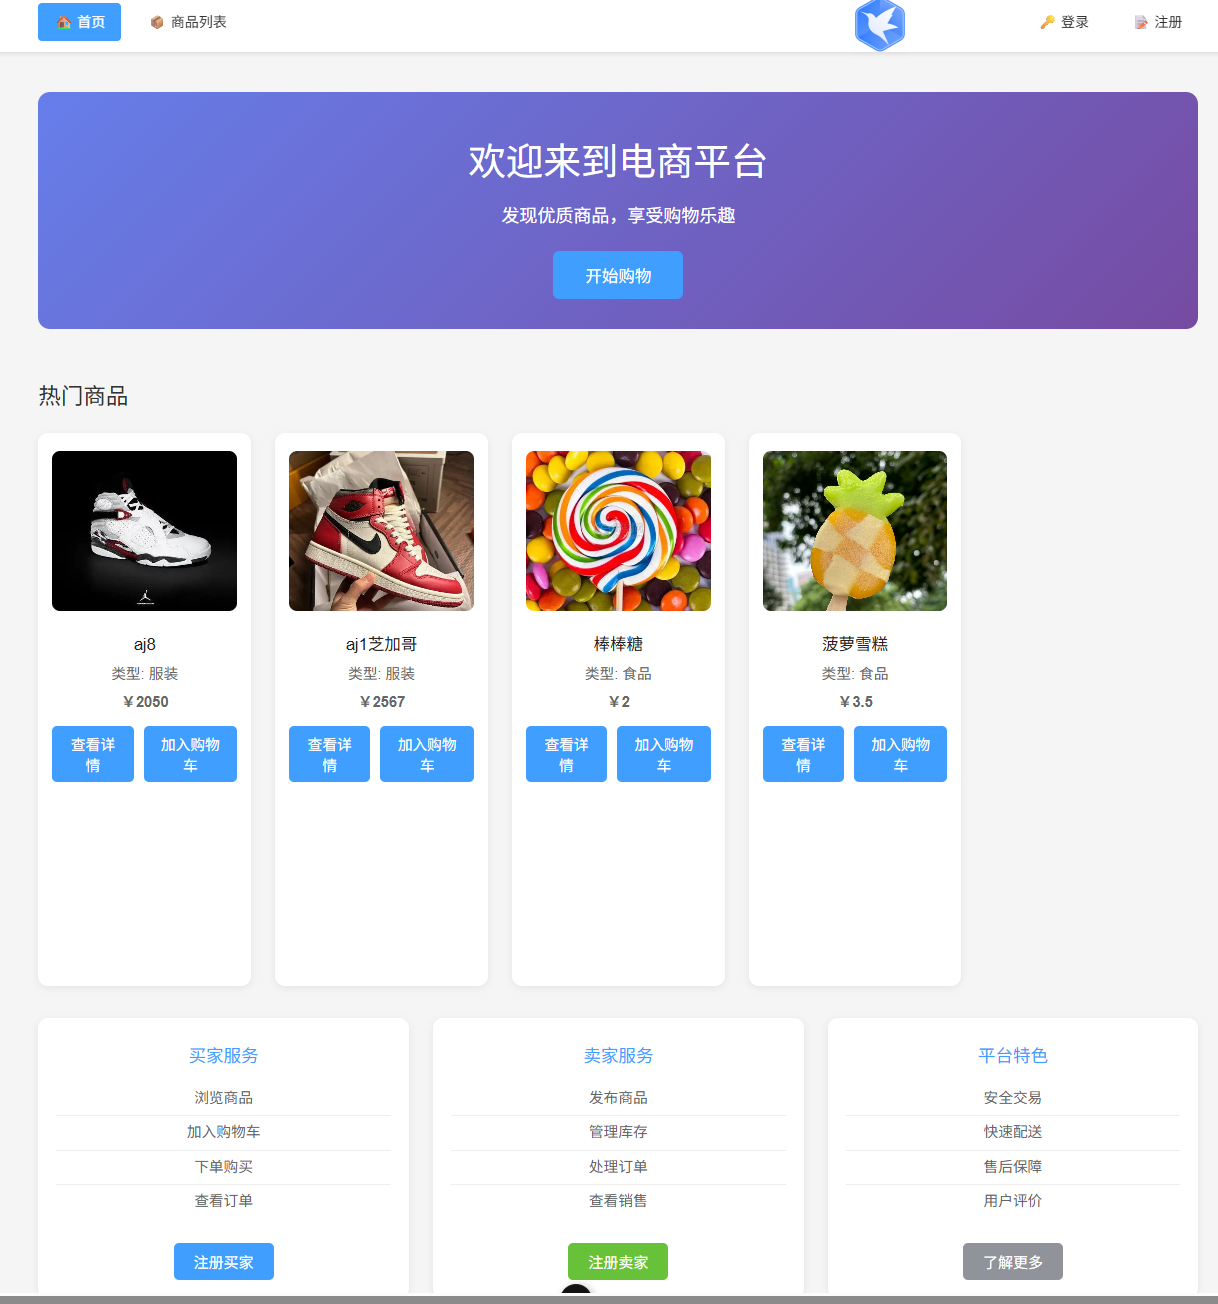 首页
商品列表
登录
注册
欢迎来到电商平台
发现优质商品，享受购物乐趣
开始购物
热门商品
aj8
类型: 服装
￥2050
查看详
情
加入购物
车
aj1芝加哥
类型: 服装
￥2567
查看详
情
加入购物
车
棒棒糖
类型: 食品
￥2
查看详
情
加入购物
车
菠萝雪糕
类型: 食品
￥3.5
查看详
情
加入购物
车
买家服务
浏览商品
加入购物车
下单购买
查看订单
注册买家
卖家服务
发布商品
管理库存
处理订单
查看销售
注册卖家
平台特色
安全交易
快速配送
售后保障
用户评价
了解更多